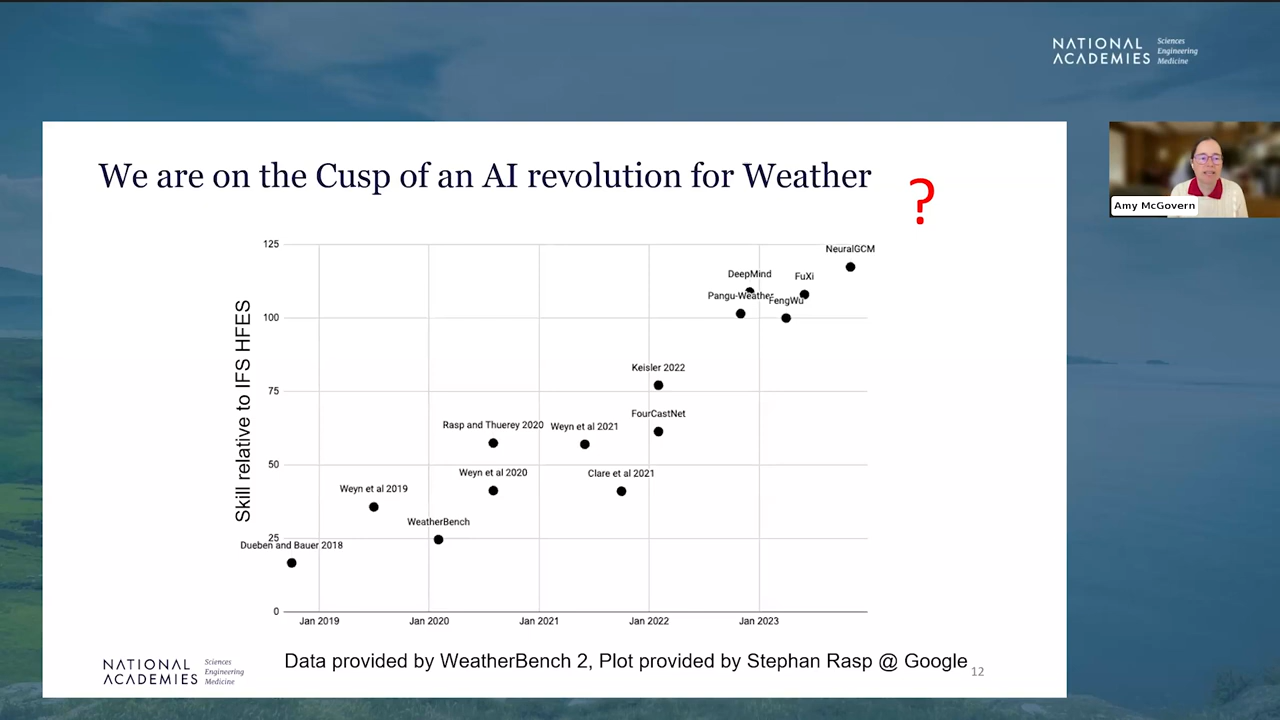 NATIONAL
ACADEMIES
Sciences
Engineering
Medicine
We are on the Cusp of an AI revolution for Weather
?
Amy McGovern
Skill relative to IFS HFES
125
100
75
50
25
0
NeuralGCM
DeepMind
FuXi
Pangu-Weather
FengWu
Keisler 2022
FourCastNet
Rasp and Thuerey 2020
Weyn et al 2021
Weyn et al 2020
Clare et al 2021
Weyn et al 2019
WeatherBench
Dueben and Bauer 2018
Jan 2019
Jan 2020
Jan 2021
Jan 2022
Jan 2023
Data provided by WeatherBench 2, Plot provided by Stephan Rasp @ Google
NATIONAL
ACADEMIES
Sciences
Engineering
Medicine
12